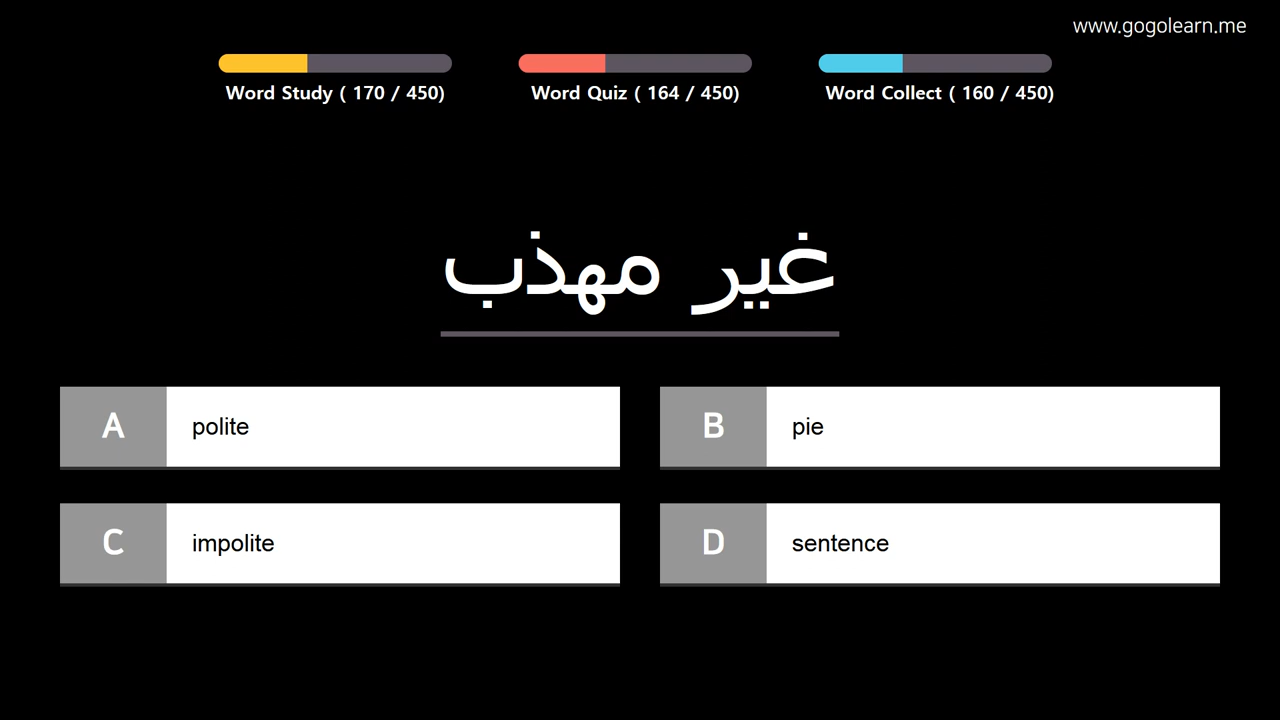 www.gogolearn.me
Word Study ( 170 / 450)
Word Quiz ( 164 / 450)
Word Collect ( 160 / 450)
غير مهذب
A polite
B pie
C impolite
D sentence